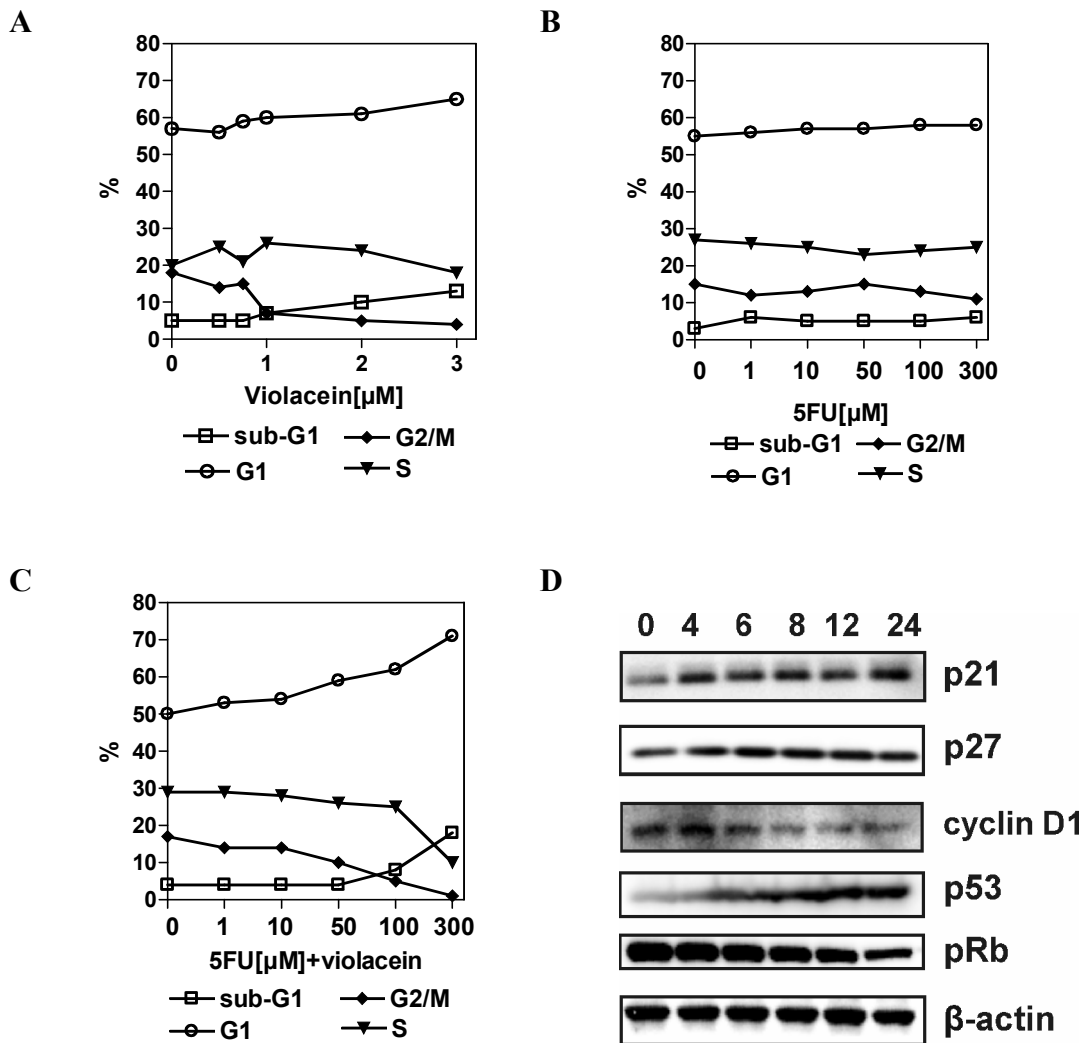 A
80
70
60
50
40
30
20
10
0
%
0 1 2 3
Violacein[µM]
sub-G1 G2/M
G1 S
B
80
70
60
50
40
30
20
10
0
%
0 1 10 50 100 300
5FU[µM]
sub-G1 G2/M
G1 S
C
80
70
60
50
40
30
20
10
0
%
0 1 10 50 100 300
5FU[µM]+violacein
sub-G1 G2/M
G1 S
D
0 4 6 8 12 24
p21
p27
cyclin D1
p53
pRb
β-actin